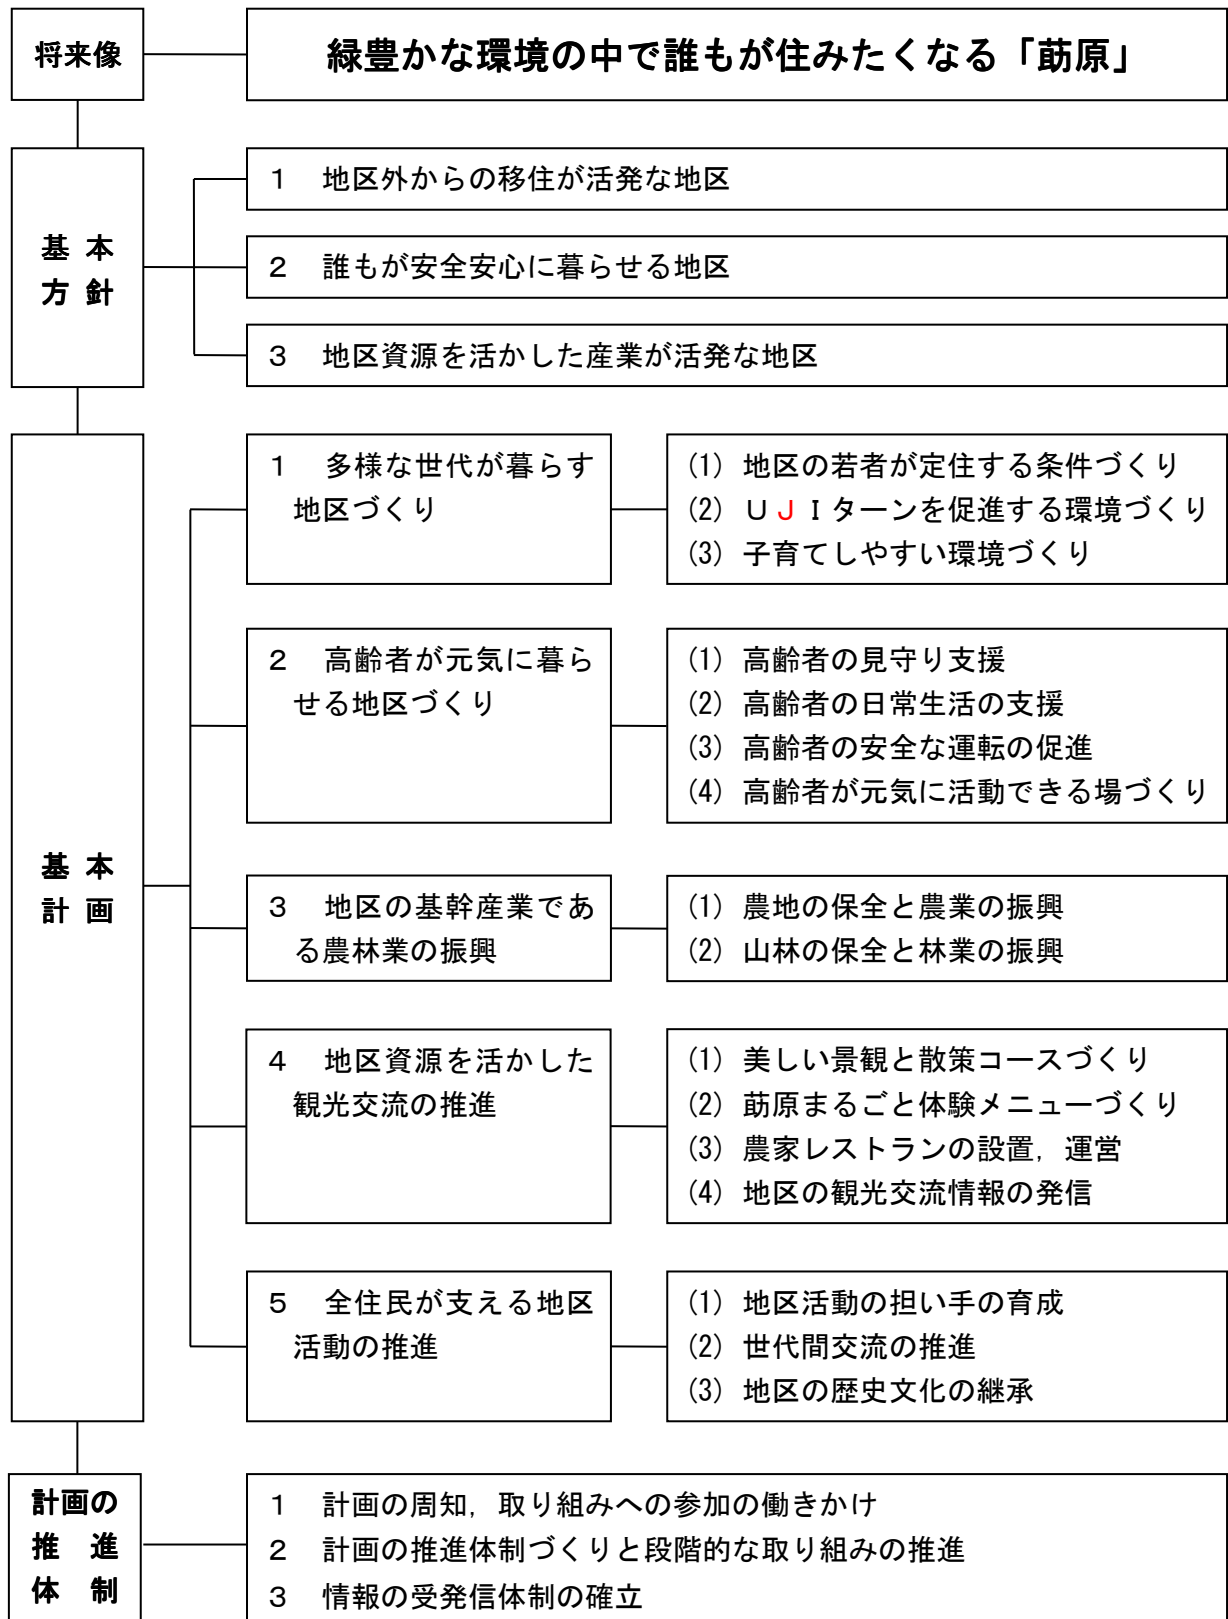 将来像
緑豊かな環境の中で誰もが住みたくなる「莇原」
基 本
方 針
１　地区外からの移住が活発な地区
２　誰もが安全安心に暮らせる地区
３　地区資源を活かした産業が活発な地区
基 本
計 画
１　多様な世代が暮らす
地区づくり
(1) 地区の若者が定住する条件づくり
(2) ＵＪＩターンを促進する環境づくり
(3) 子育てしやすい環境づくり
２　高齢者が元気に暮ら
せる地区づくり
(1) 高齢者の見守り支援
(2) 高齢者の日常生活の支援
(3) 高齢者の安全な運転の促進
(4) 高齢者が元気に活動できる場づくり
３　地区の基幹産業であ
る農林業の振興
(1) 農地の保全と農業の振興
(2) 山林の保全と林業の振興
４　地区資源を活かした
観光交流の推進
(1) 美しい景観と散策コースづくり
(2) 莇原まるごと体験メニューづくり
(3) 農家レストランの設置，運営
(4) 地区の観光交流情報の発信
５　全住民が支える地区
活動の推進
(1) 地区活動の担い手の育成
(2) 世代間交流の推進
(3) 地区の歴史文化の継承
計画の
推　進
体　制
１　計画の周知，取り組みへの参加の働きかけ
２　計画の推進体制づくりと段階的な取り組みの推進
３　情報の受発信体制の確立